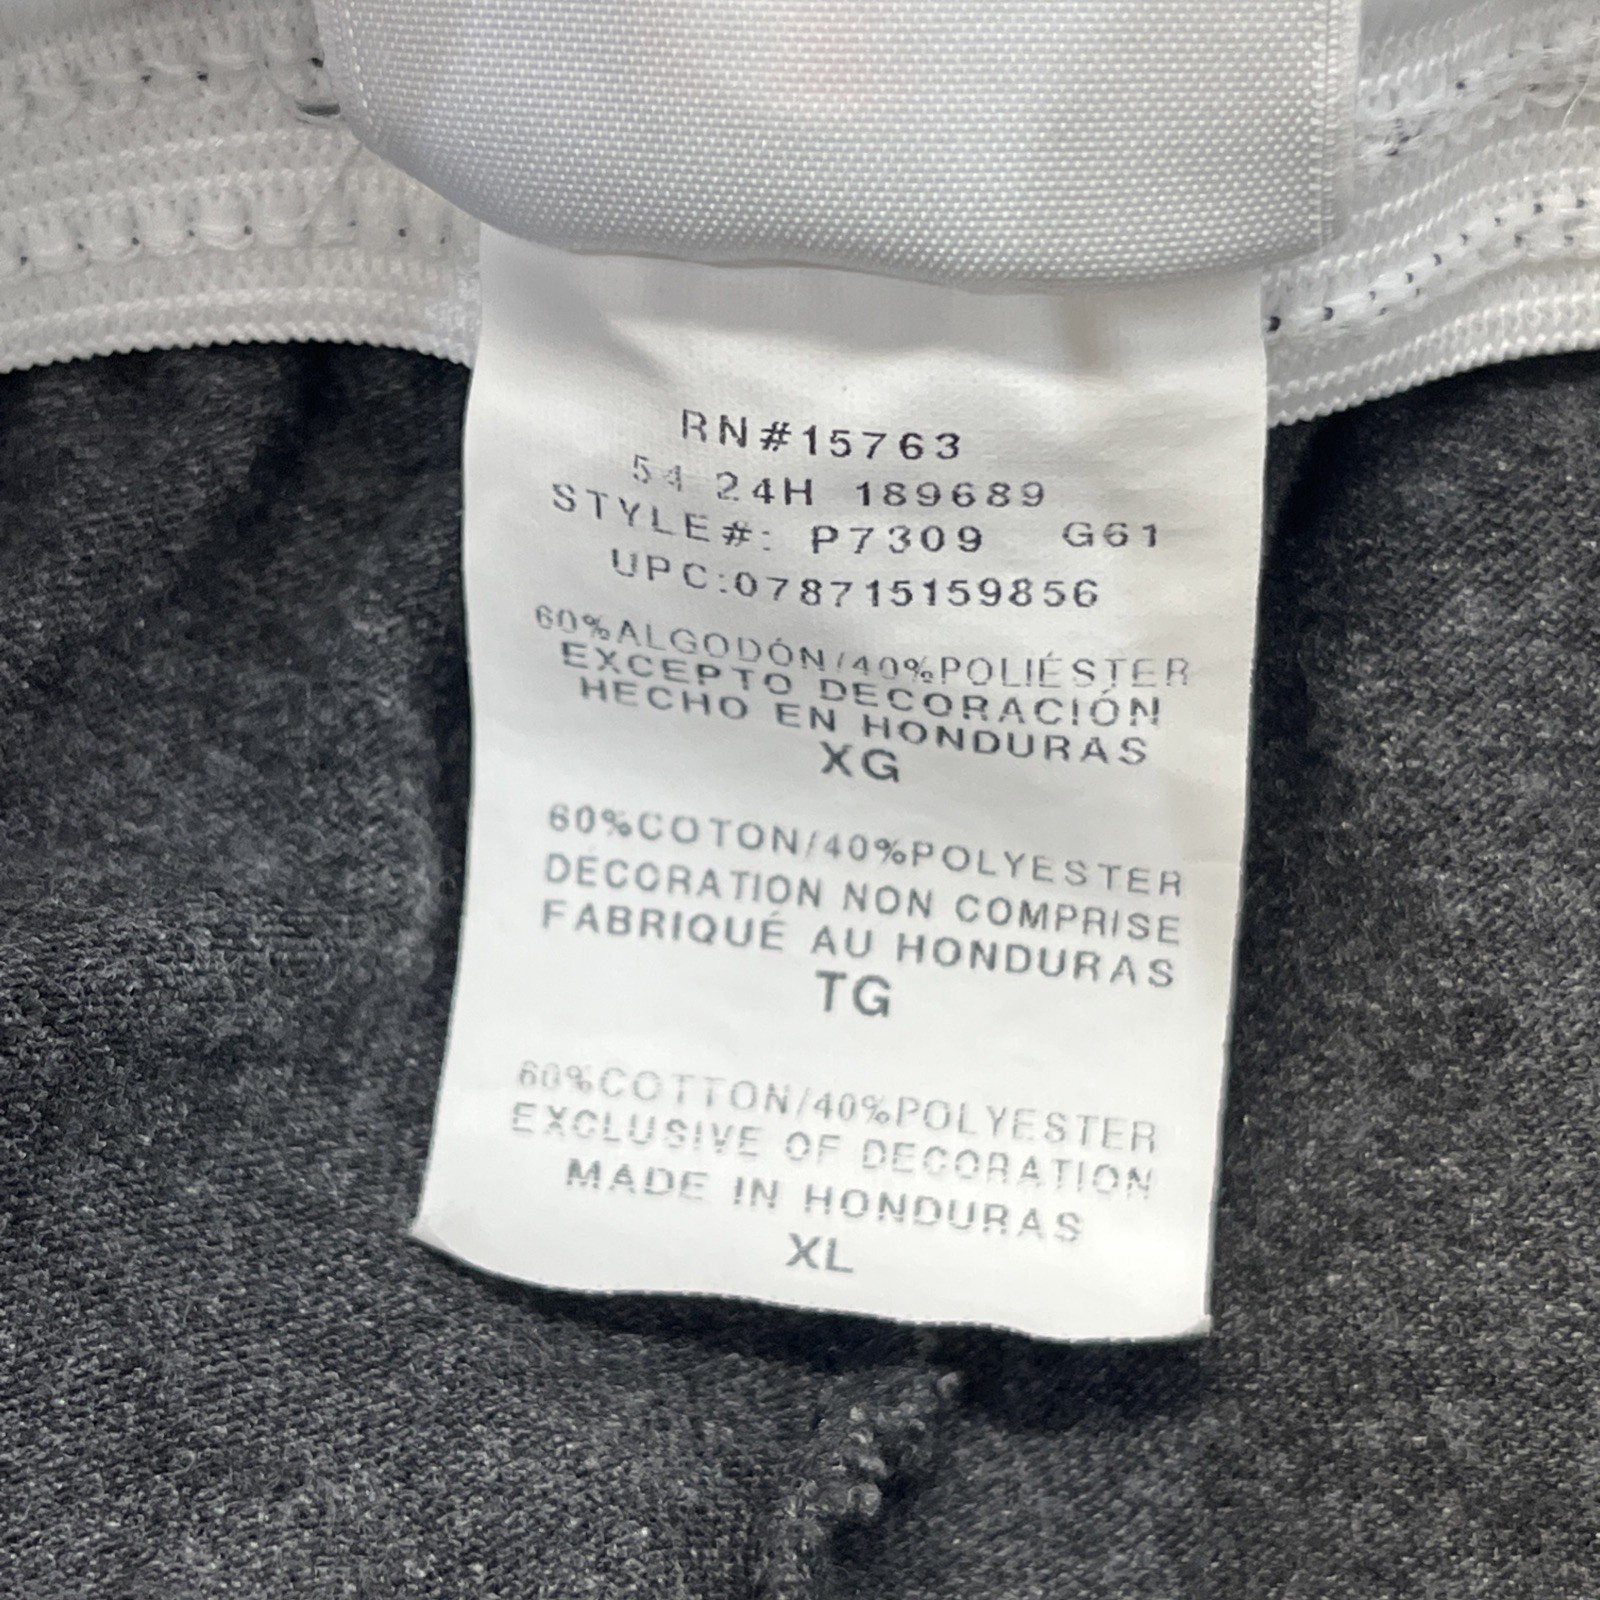 RN#15763
54 24H 189689
STYLE#: P7309 G61
UPC:078715159856
60%ALGODÓN/40%POLIÉSTER
EXCEPTO DECORACIÓN
HECHO EN HONDURAS
XG
60%COTON/40%POLYESTER
DÉCORATION NON COMPRISE
FABRIQUÉ AU HONDURAS
TG
60%COTTON/40%POLYESTER
EXCLUSIVE OF DECORATION
MADE IN HONDURAS
XL